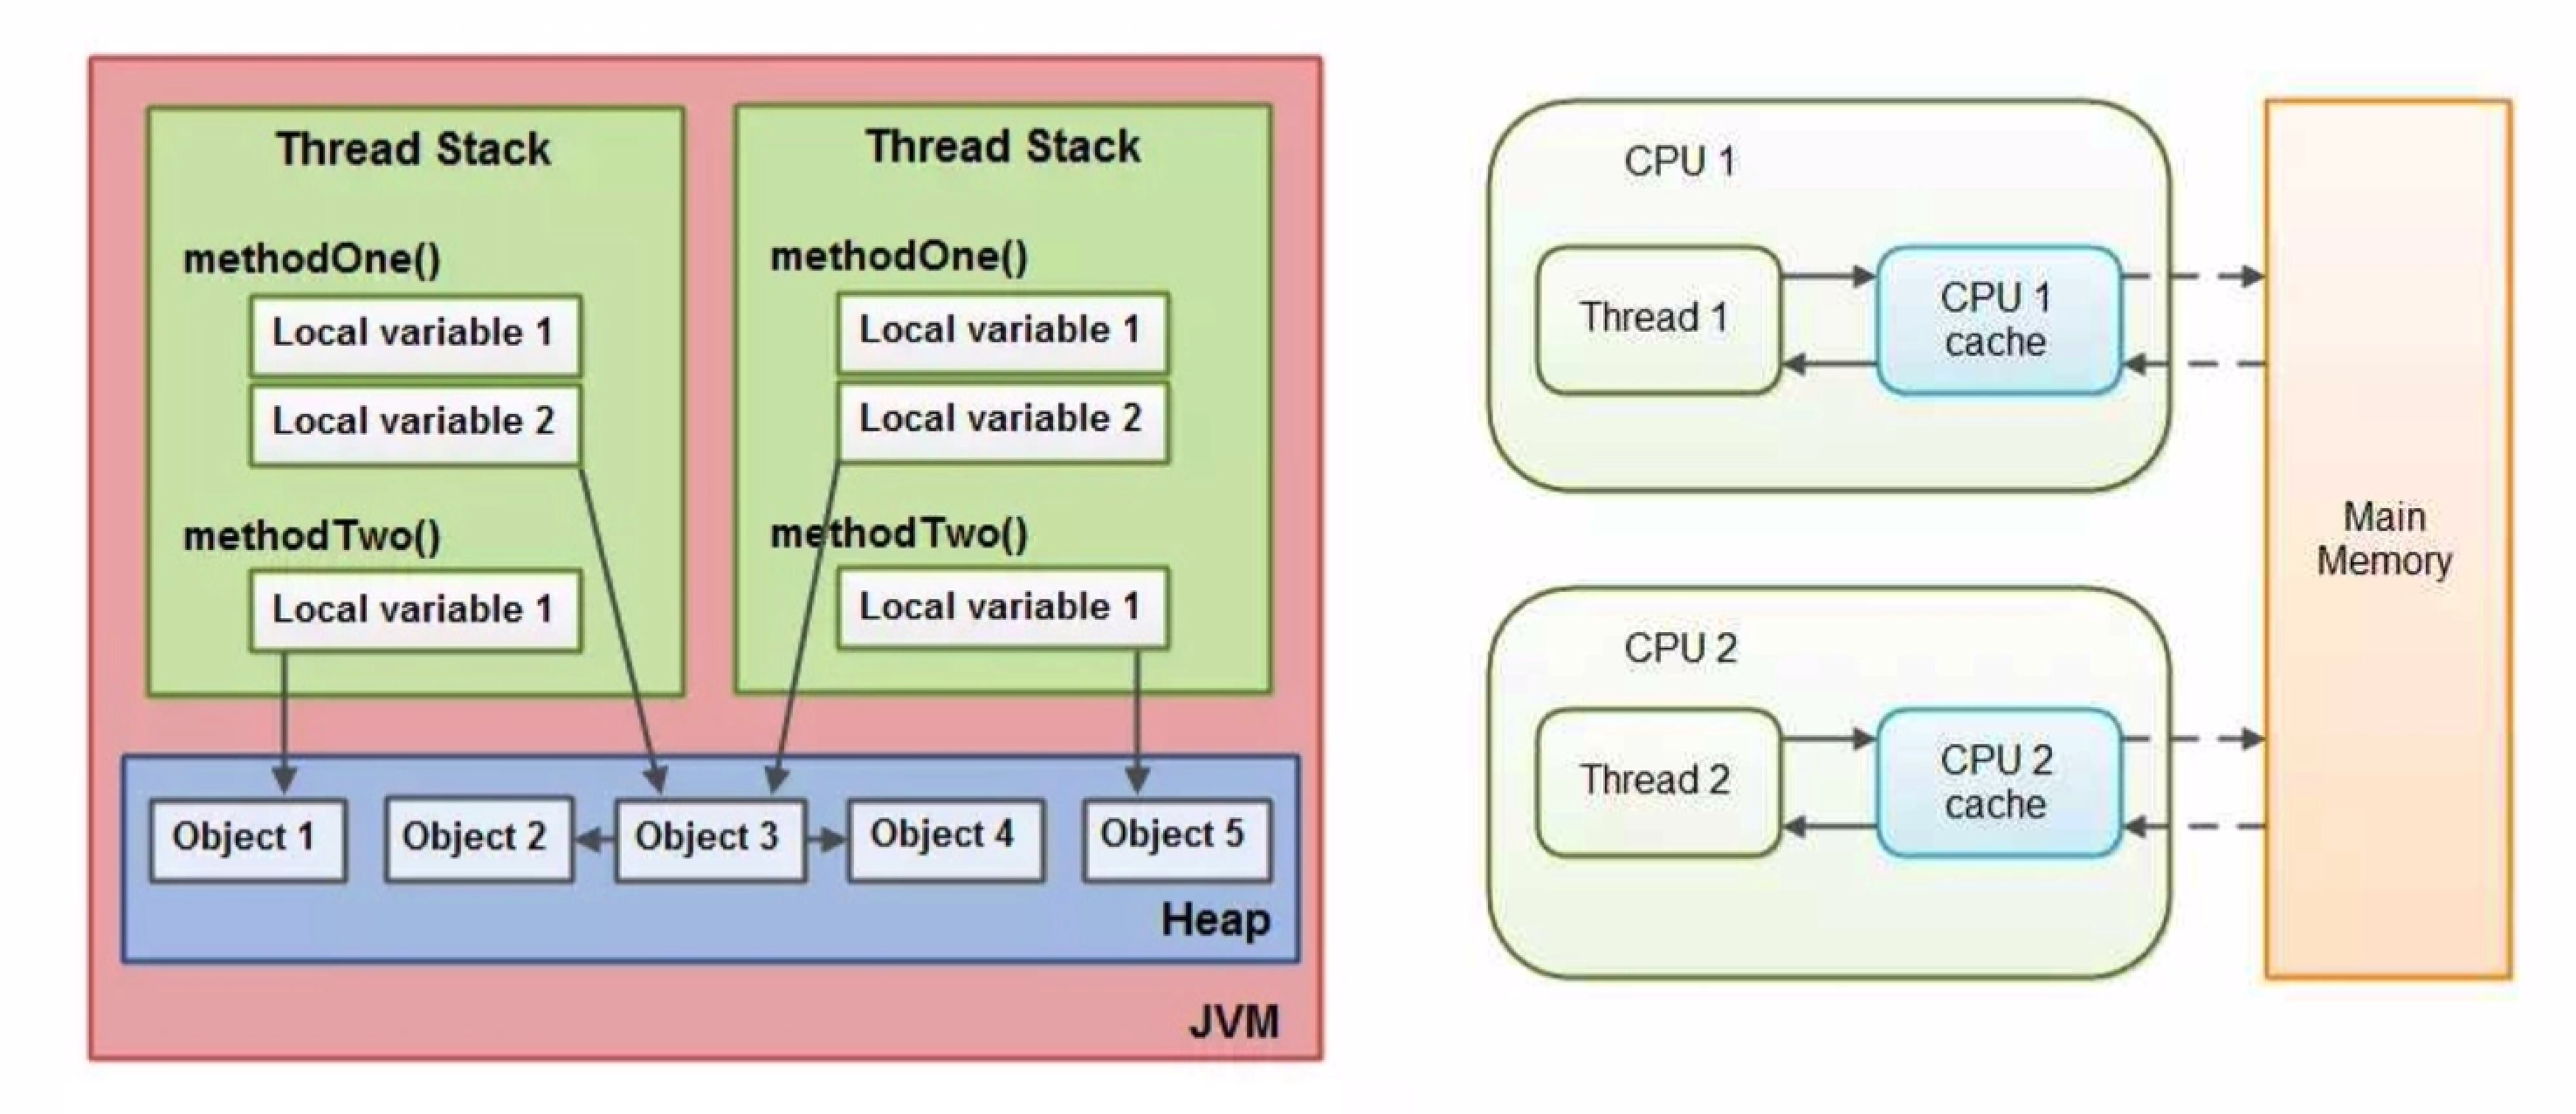 Thread Stack
methodOne()
Local variable 1
Local variable 2
methodTwo()
Local variable 1
Thread Stack
methodOne()
Local variable 1
Local variable 2
methodTwo()
Local variable 1
Object 1
Object 2
Object 3
Object 4
Object 5
Heap
JVM
CPU 1
Thread 1
CPU 1
cache
CPU 2
Thread 2
CPU 2
cache
Main
Memory